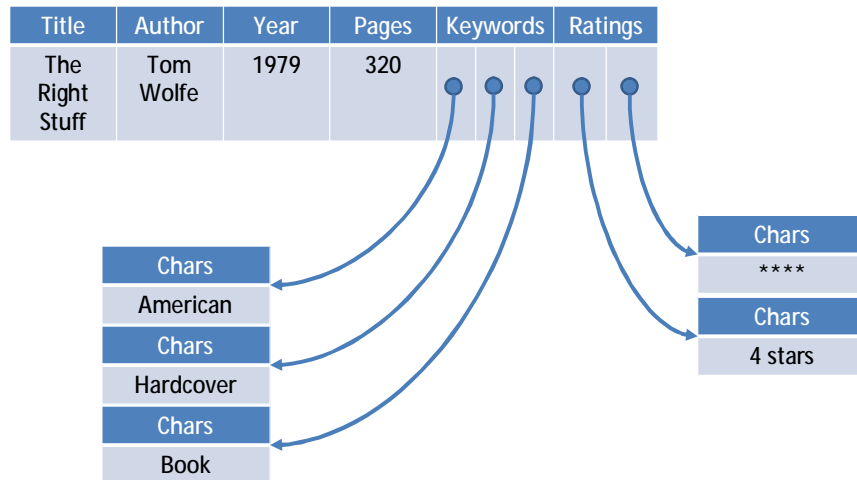 Title Author Year Pages Keywords Ratings
The Tom 1979 320
Right Wolfe
Stuff
Chars
American
Chars
Hardcover
Chars
Book
Chars
****
Chars
4 stars